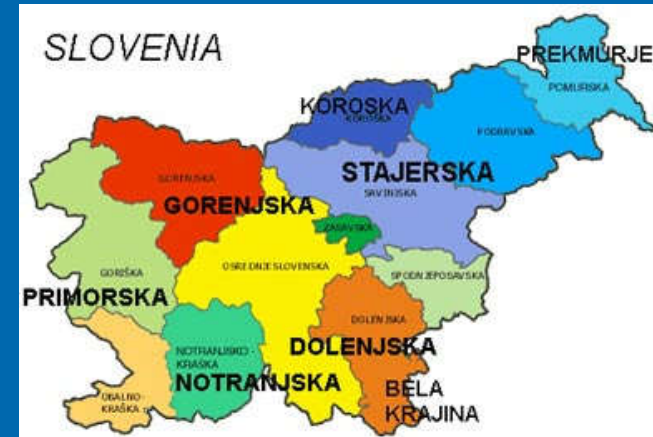 SLOVENIA
PREKMURJE
POMURSKA
KOROSKA
KOROŠKA
PODRAVSKA
STAJERSKA
SAVINJSKA
GORENJSKA
GORENJSKA
ZASAVSKA
OSREDNJESLOVENSKA
SPODNJEPOSAVSKA
GORIŠKA
PRIMORSKA
DOLENJSKA
DOLENJSKA
NOTRANJSKO -
KRAŠKA
NOTRANJSKA
BELA
KRAJINA
OBALNO-
KRAŠKA